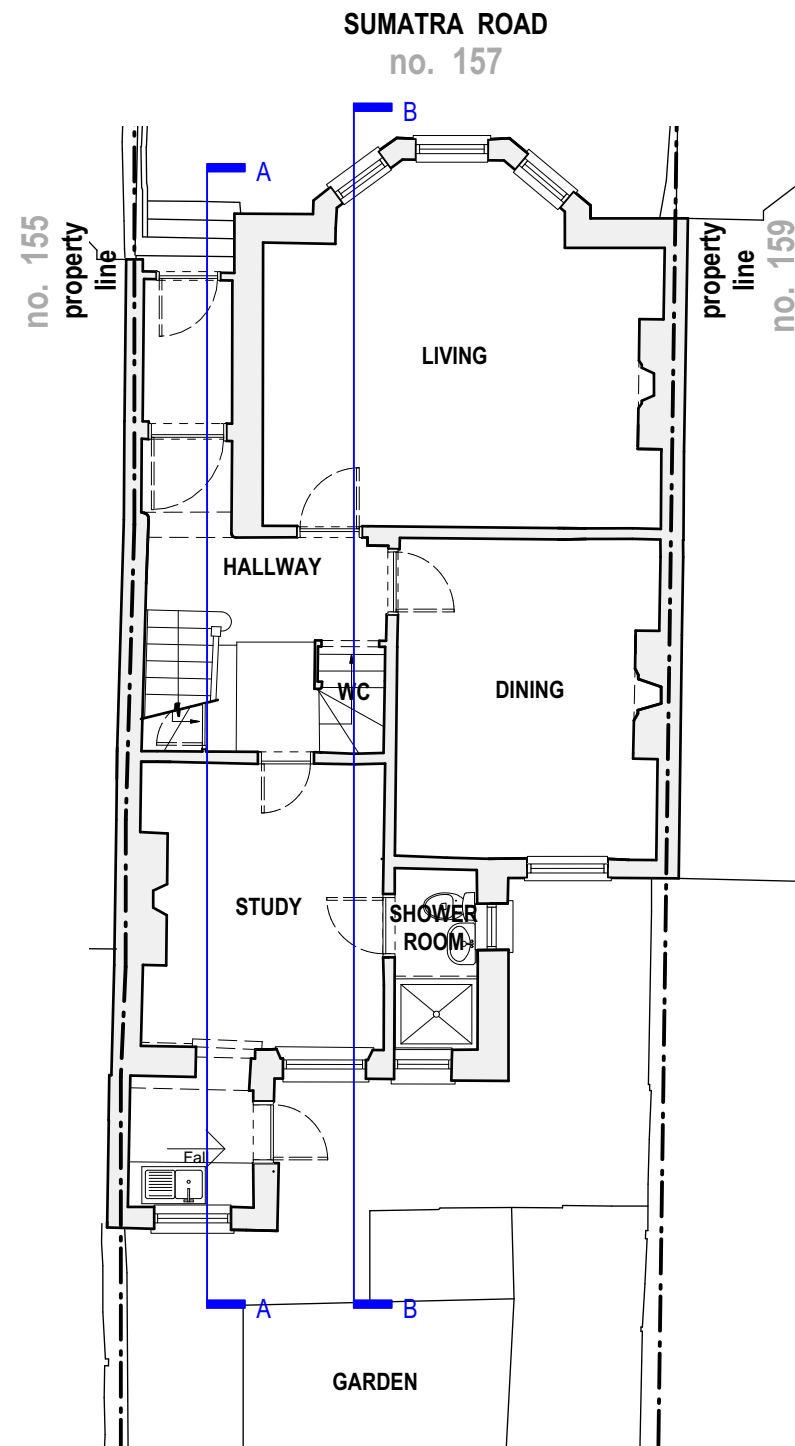 SUMATRA ROAD
no. 157
B
A
no. 155
property
line
property
line
no. 159
LIVING
HALLWAY
WC
DINING
STUDY
SHOWER
ROOM
Fal
A
B
GARDEN